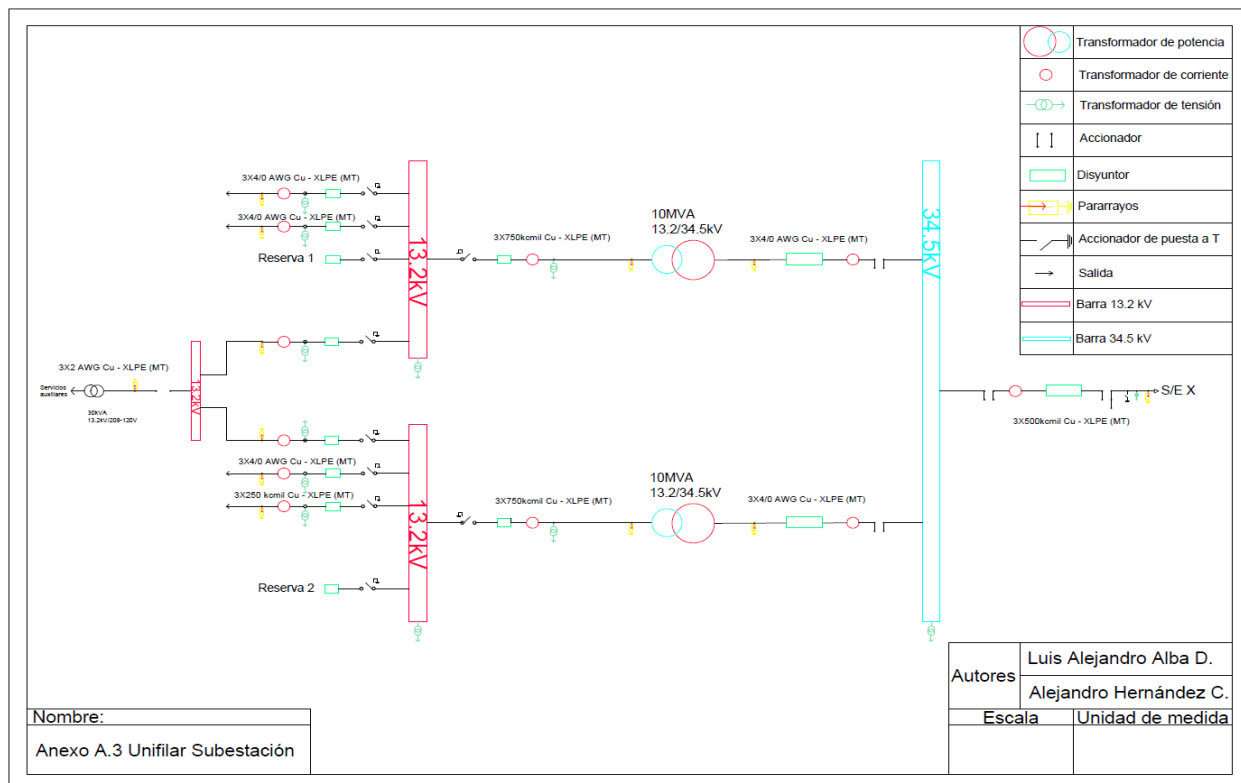 Transformador de potencia
Transformador de corriente
Transformador de tensión
Accionador
Disyuntor
Pararrayos
Accionador de puesta a T
Salida
Barra 13.2 kV
Barra 34.5 kV
3X4/0 AWG Cu - XLPE (MT)
3X4/0 AWG Cu - XLPE (MT)
Reserva 1
13.2kV
3X750kcmil Cu - XLPE (MT)
10MVA
13.2/34.5kV
3X4/0 AWG Cu - XLPE (MT)
34.5kV
3X2 AWG Cu - XLPE (MT)
Servicios
auxiliares
30kVA
13.2kV/208-120V
13.2kV
S/E X
3X500kcmil Cu - XLPE (MT)
3X4/0 AWG Cu - XLPE (MT)
3X250 kcmil Cu - XLPE (MT)
Reserva 2
13.2kV
3X750kcmil Cu - XLPE (MT)
10MVA
13.2/34.5kV
3X4/0 AWG Cu - XLPE (MT)
Autores
Luis Alejandro Alba D.
Alejandro Hernández C.
Escala
Unidad de medida
Nombre:
Anexo A.3 Unifilar Subestación